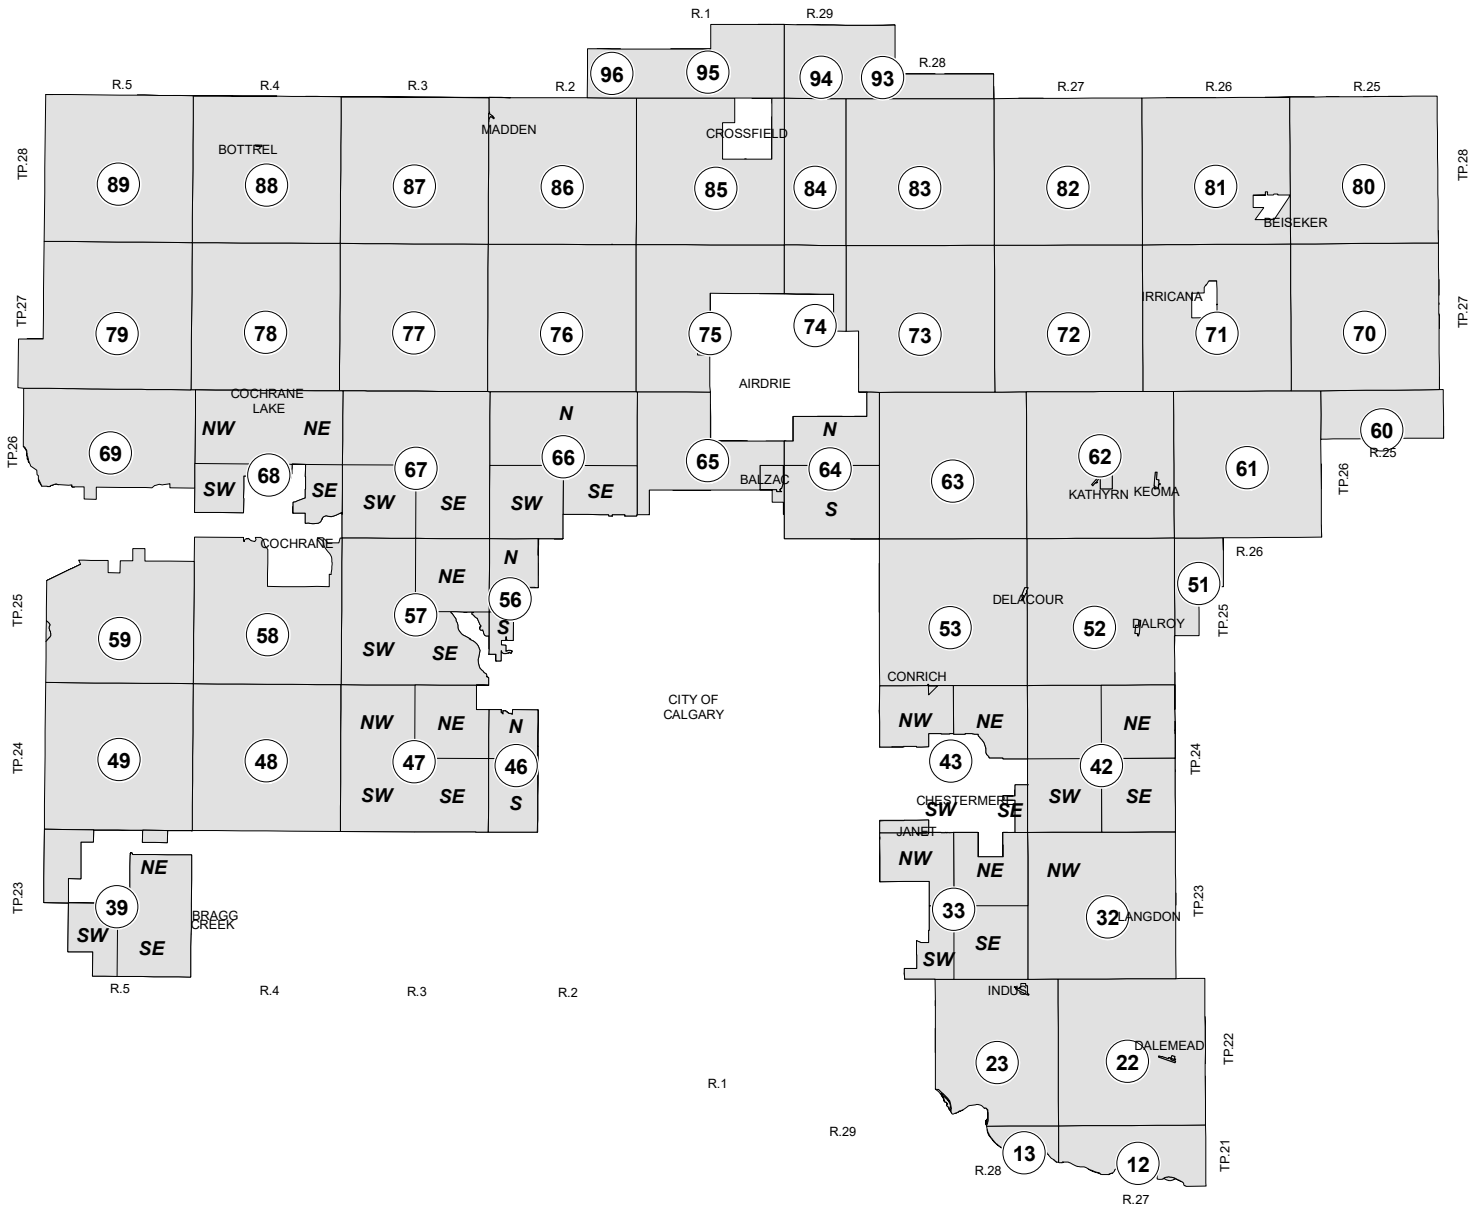 R.1
R.29
R.28
96
95
94
93
R.5
R.4
R.3
R.2
R.27
R.26
R.25
MADDEN
CROSSFIELD
BOTTREL
TP.28
TP.28
89
88
87
86
85
84
83
82
81
80
BEISEKER
IRRICANA
TP.27
TP.27
79
78
77
76
75
74
73
72
71
70
AIRDRIE
COCHRANE
LAKE
NW
NE
N
N
60
R.25
TP.26
69
68
67
66
65
64
63
62
61
TP.26
BALZAC
KATHYRN
KEOMA
SW
SE
SW
SE
SW
SE
S
COCHRANE
R.26
N
NE
51
TP.25
59
58
57
56
S
SW
SE
DELACOUR
53
52
DALROY
TP.25
CONRICH
CITY OF
CALGARY
NW
NE
N
NW
NE
NE
TP.24
49
48
47
46
43
42
TP.24
SW
SE
S
CHESTERMERE
SW
SE
SW
SE
JANET
NW
NE
NW
NE
TP.23
39
BRAGG
CREEK
33
32
LANGDON
TP.23
SW
SE
SW
SE
R.5
R.4
R.3
R.2
INDUS
DALEMEAD
23
22
TP.22
R.1
R.29
13
12
TP.21
R.28
R.27